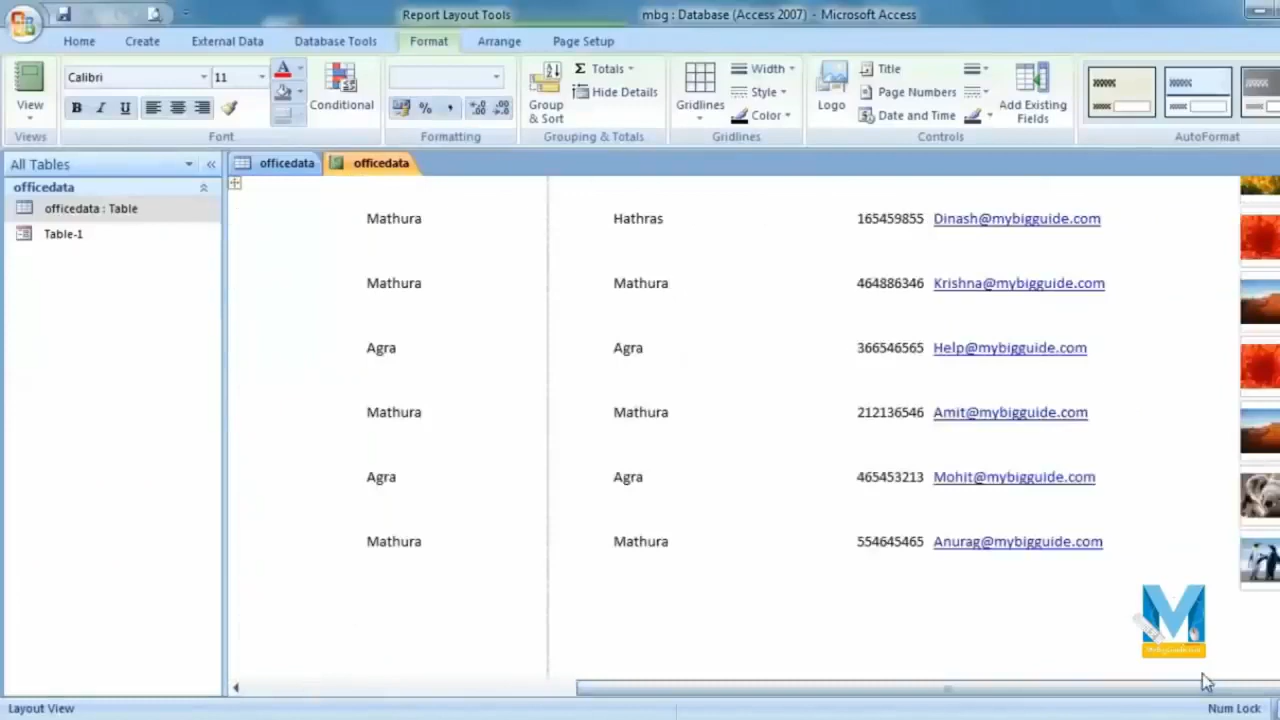 Report Layout Tools
mbg : Database (Access 2007) - Microsoft Access
Home Create External Data Database Tools Format Arrange Page Setup
Calibri 11 Totals Width Title
View Conditional Hide Details Style Page Numbers
Group & Sort Gridlines Color Logo Date and Time Add Existing Fields
Views Font Formatting Grouping & Totals Gridlines Controls AutoFormat
All Tables officedata officedata
officedata
officedata : Table
Table-1
Mathura Hathras 165459855 Dinash@mybigguide.com
Mathura Mathura 464886346 Krishna@mybigguide.com
Agra Agra 366546565 Help@mybigguide.com
Mathura Mathura 212136546 Amit@mybigguide.com
Agra Agra 465453213 Mohit@mybigguide.com
Mathura Mathura 554645465 Anurag@mybigguide.com
Layout View Num Lock